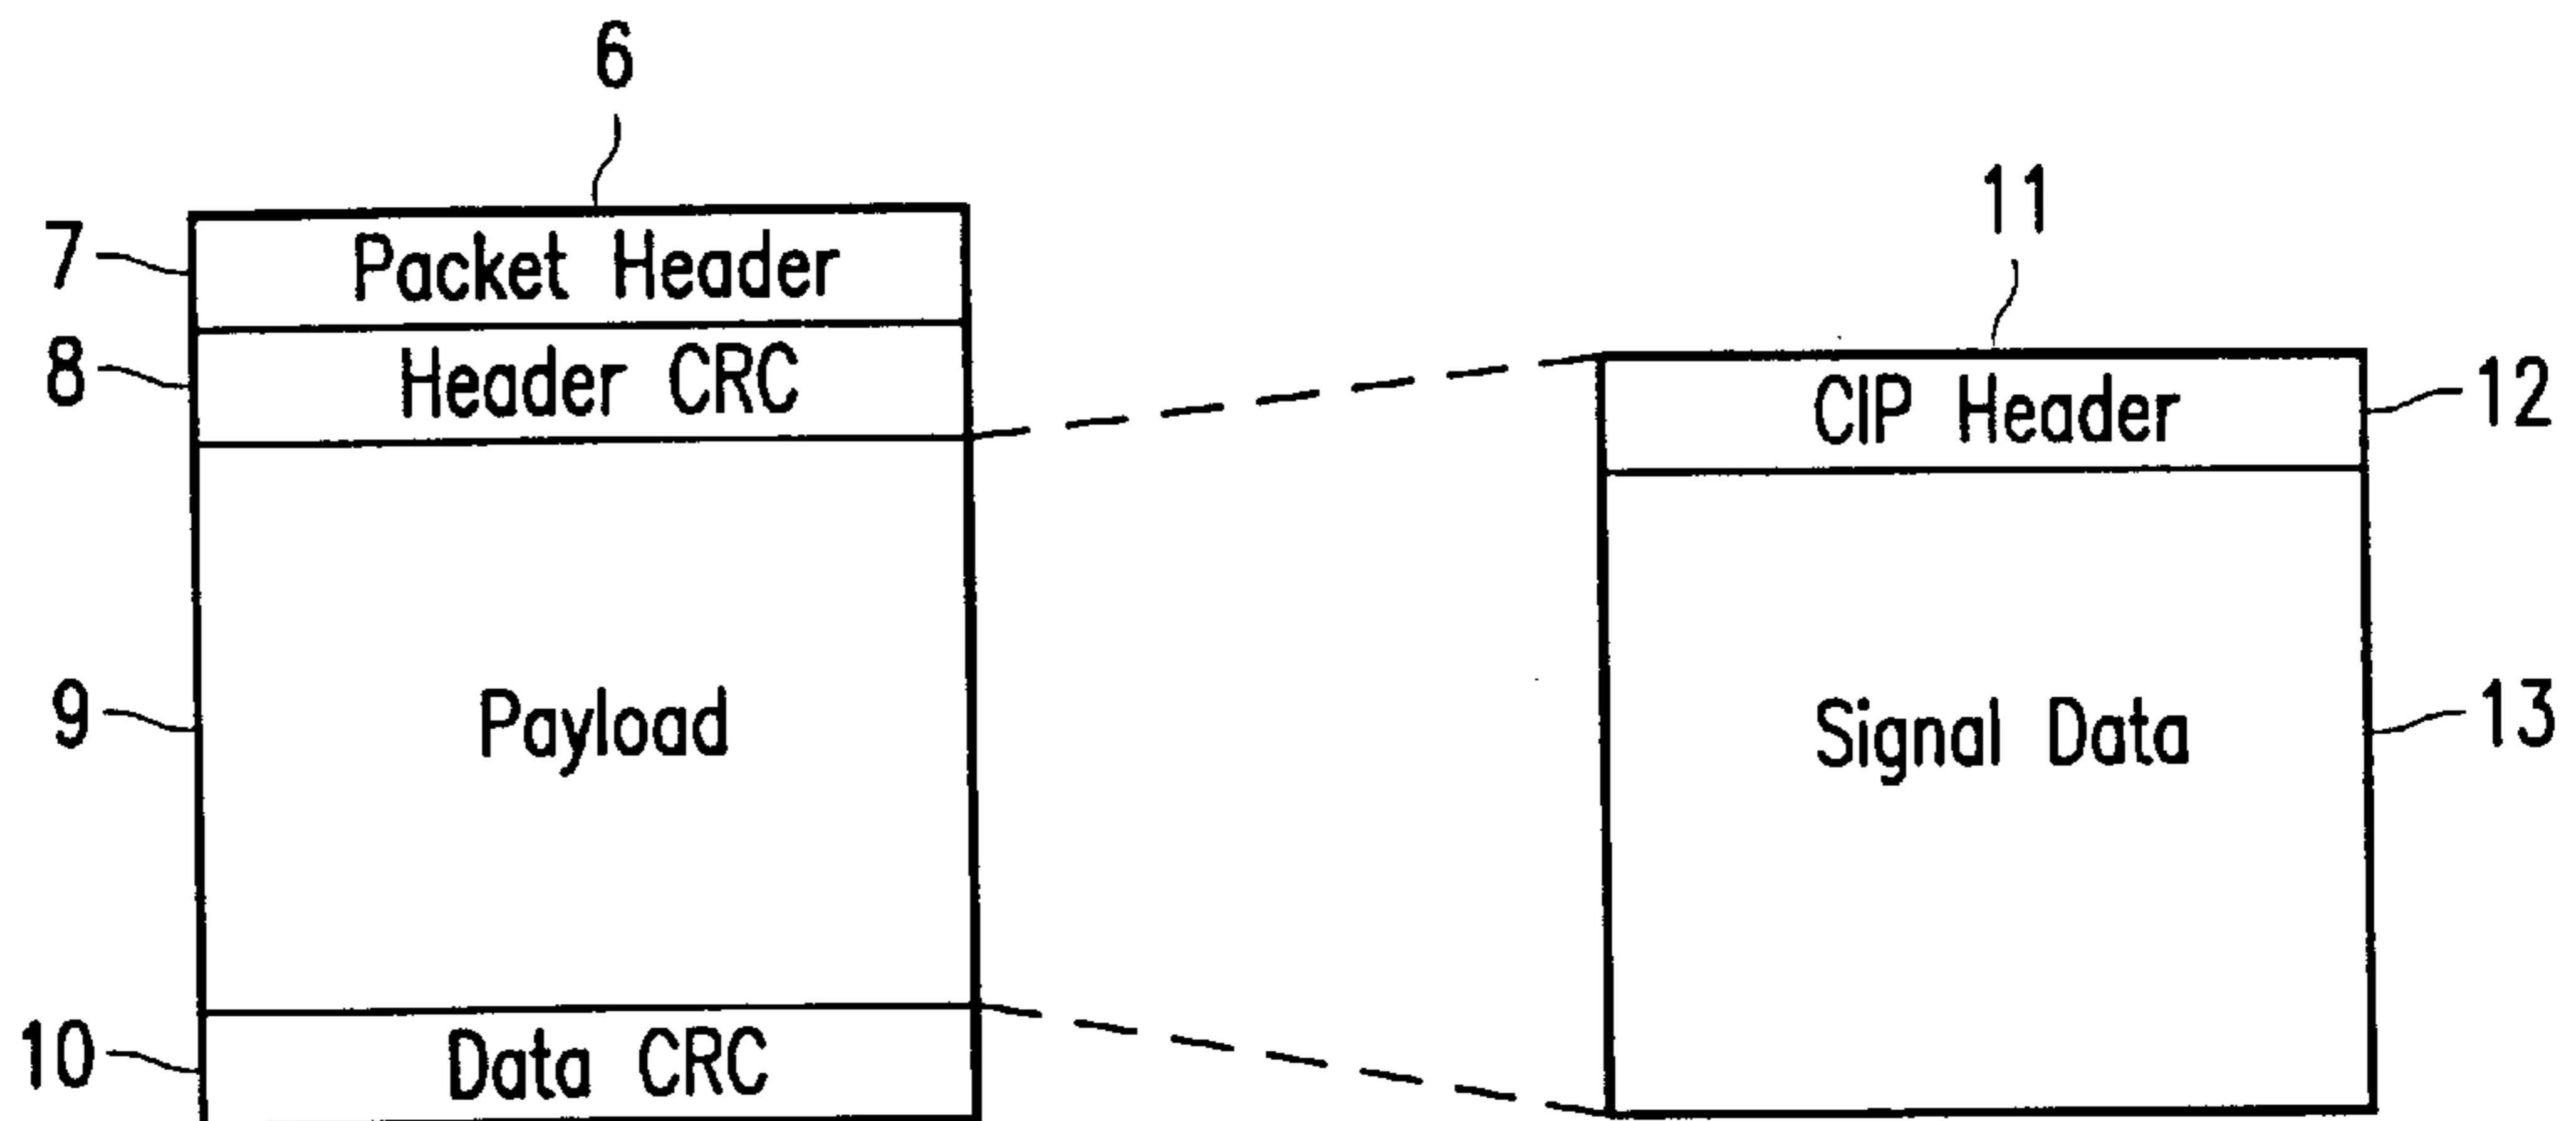 6
7
Packet Header
8
Header CRC
9
Payload
10
Data CRC
11
CIP Header
12
Signal Data
13